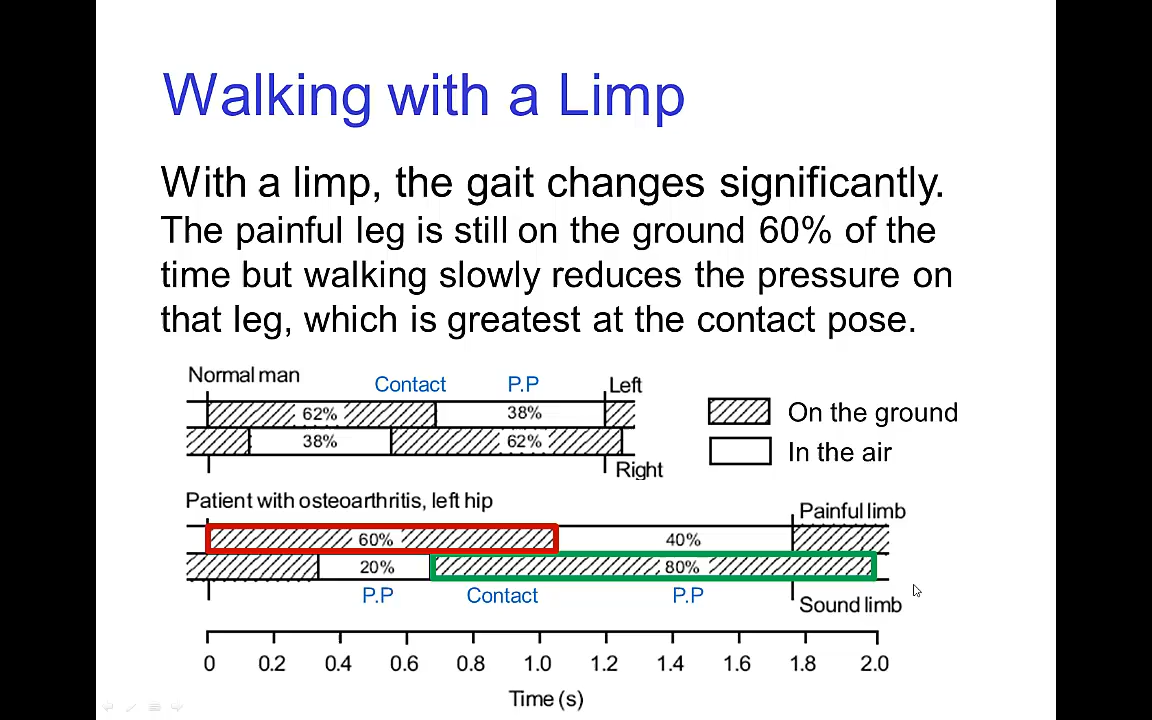 Walking with a Limp
With a limp, the gait changes significantly.
The painful leg is still on the ground 60% of the
time but walking slowly reduces the pressure on
that leg, which is greatest at the contact pose.
Normal man
Contact
P.P
Left
62%
38%
38%
62%
Right
On the ground
In the air
Patient with osteoarthritis, left hip
Painful limb
60%
40%
20%
80%
P.P
Contact
P.P
Sound limb
0 0.2 0.4 0.6 0.8 1.0 1.2 1.4 1.6 1.8 2.0
Time (s)